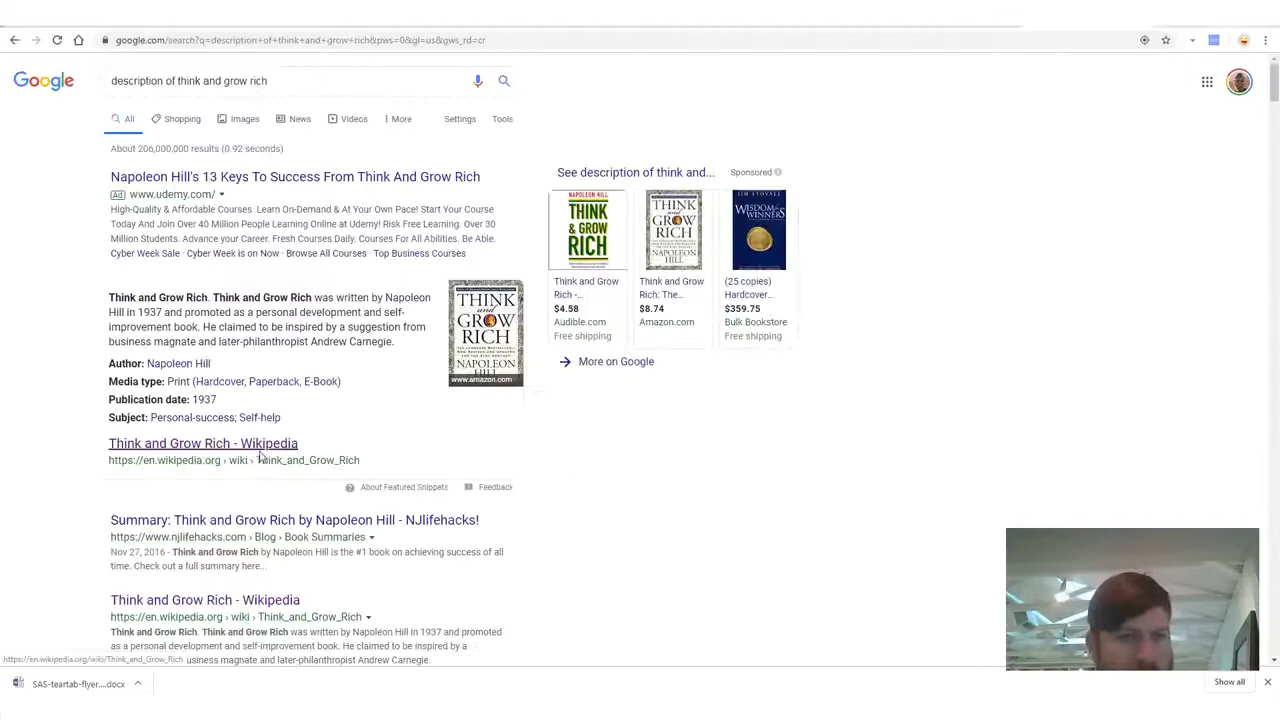 google.com/search?q=description+of+think+and+grow+rich&pws=0&gl=us&gws_rd=cr
Google
description of think and grow rich
All
Shopping
Images
News
Videos
More
Settings
Tools
About 206,000,000 results (0.92 seconds)
Napoleon Hill's 13 Keys To Success From Think And Grow Rich
Ad www.udemy.com/
High-Quality & Affordable Courses. Learn On-Demand & At Your Own Pace! Start Your Course
Today And Join Over 40 Million People Learning Online at Udemy! Risk Free Learning. Over 30
Million Students. Advance your Career. Fresh Courses Daily. Courses For All Abilities. Be Able.
Cyber Week Sale · Cyber Week is on Now · Browse All Courses · Top Business Courses
Think and Grow Rich. Think and Grow Rich was written by Napoleon
Hill in 1937 and promoted as a personal development and self-
improvement book. He claimed to be inspired by a suggestion from
business magnate and later-philanthropist Andrew Carnegie.
Author: Napoleon Hill
Media type: Print (Hardcover, Paperback, E-Book)
Publication date: 1937
Subject: Personal-success; Self-help
THINK
and
GROW
RICH
NAPOLEON
HILL
www.amazon.com
Think and Grow Rich - Wikipedia
https://en.wikipedia.org › wiki › Think_and_Grow_Rich
About Featured Snippets
Feedback
Summary: Think and Grow Rich by Napoleon Hill - NJlifehacks!
https://www.njlifehacks.com › Blog › Book Summaries
Nov 27, 2016 - Think and Grow Rich by Napoleon Hill is the #1 book on achieving success of all
time. Check out a full summary here...
Think and Grow Rich - Wikipedia
https://en.wikipedia.org › wiki › Think_and_Grow_Rich
Think and Grow Rich. Think and Grow Rich was written by Napoleon Hill in 1937 and promoted
as a personal development and self-improvement book. He claimed to be inspired by a
business magnate and later-philanthropist Andrew Carnegie.
See description of think and...
Sponsored
NAPOLEON HILL
THINK
& GROW
RICH
Think and Grow
Rich -...
$4.58
Audible.com
Free shipping
THINK
and
GROW
RICH
NAPOLEON
HILL
Think and Grow
Rich: The...
$8.74
Amazon.com
JIM STOVALL
WISDOM
WINNERS
(25 copies)
Hardcover...
$359.75
Bulk Bookstore
Free shipping
More on Google
https://en.wikipedia.org/wiki/Think_and_Grow_Rich
SAS-teartab-flyer....docx
Show all